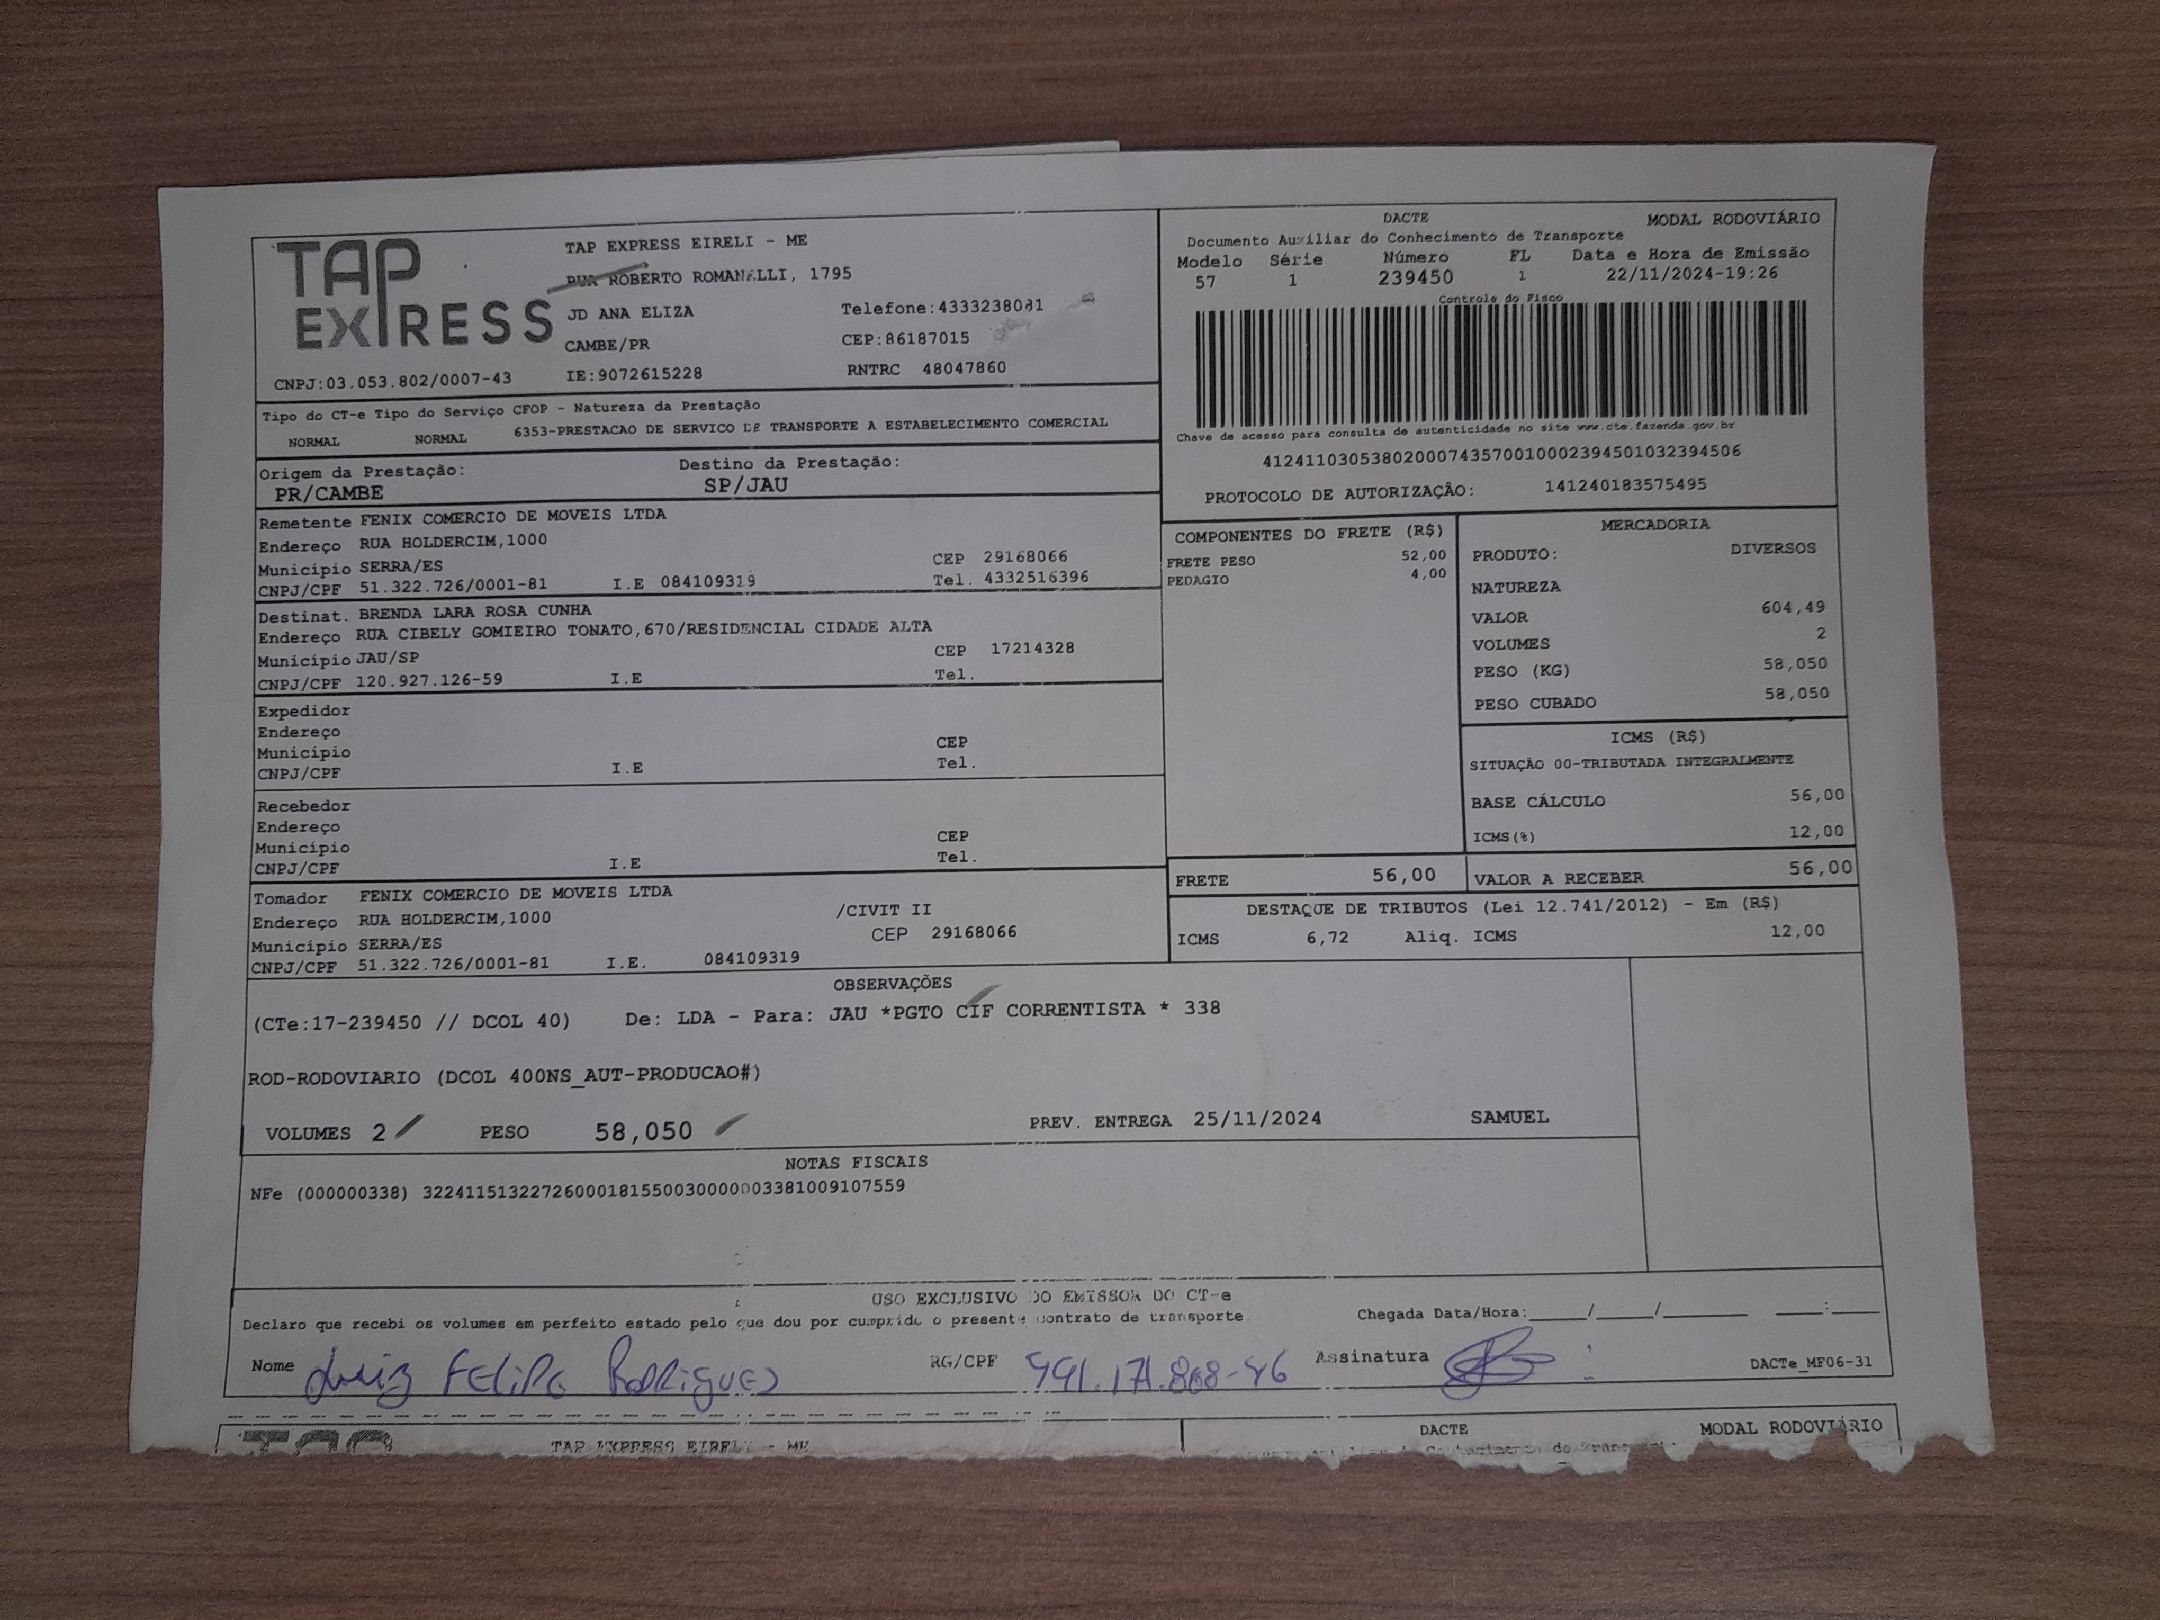 TAP EXPRESS
TAP EXPRESS EIRELI - ME
RUA ROBERTO ROMANELLI, 1795
JD ANA ELIZA Telefone:4333238081
CAMBE/PR CEP:86187015
CNPJ:03.053.802/0007-43 IE:9072615228 RNTRC 48047860
DACTE MODAL RODOVIÁRIO
Documento Auxiliar do Conhecimento de Transporte
Modelo Série Número FL Data e Hora de Emissão
57 1 239450 1 22/11/2024-19:26
Controle do Fisco
Chave de acesso para consulta de autenticidade no site www.cte.fazenda.gov.br
41241103053802000743570010002394501032394506
PROTOCOLO DE AUTORIZAÇÃO: 141240183575495
Tipo do CT-e Tipo do Serviço CFOP - Natureza da Prestação
NORMAL NORMAL 6353-PRESTACAO DE SERVICO DE TRANSPORTE A ESTABELECIMENTO COMERCIAL
Origem da Prestação: Destino da Prestação:
PR/CAMBE SP/JAU
Remetente FENIX COMERCIO DE MOVEIS LTDA
Endereço RUA HOLDERCIM,1000
Município SERRA/ES CEP 29168066
CNPJ/CPF 51.322.726/0001-81 I.E 084109319 Tel. 4332516396
Destinat. BRENDA LARA ROSA CUNHA
Endereço RUA CIBELY GOMIEIRO TONATO,670/RESIDENCIAL CIDADE ALTA
Município JAU/SP CEP 17214328
CNPJ/CPF 120.927.126-59 I.E Tel.
Expedidor
Endereço
Município CEP
CNPJ/CPF I.E Tel.
Recebedor
Endereço
Município CEP
CNPJ/CPF I.E Tel.
Tomador FENIX COMERCIO DE MOVEIS LTDA
Endereço RUA HOLDERCIM,1000 /CIVIT II
Município SERRA/ES CEP 29168066
CNPJ/CPF 51.322.726/0001-81 I.E. 084109319
COMPONENTES DO FRETE (R$)
FRETE PESO 52,00
PEDAGIO 4,00
MERCADORIA
PRODUTO: DIVERSOS
NATUREZA
VALOR 604,49
VOLUMES 2
PESO (KG) 58,050
PESO CUBADO 58,050
ICMS (R$)
SITUAÇÃO 00-TRIBUTADA INTEGRALMENTE
BASE CÁLCULO 56,00
ICMS(%) 12,00
FRETE 56,00 VALOR A RECEBER 56,00
DESTAQUE DE TRIBUTOS (Lei 12.741/2012) - Em (R$)
ICMS 6,72 Aliq. ICMS 12,00
OBSERVAÇÕES
(CTe:17-239450 // DCOL 40) De: LDA - Para: JAU *PGTO CIF CORRENTISTA * 338
ROD-RODOVIARIO (DCOL 400NS_AUT-PRODUCAO#)
VOLUMES 2 PESO 58,050 PREV. ENTREGA 25/11/2024 SAMUEL
NOTAS FISCAIS
NFe (000000338) 32241151322726000181550030000003381009107559
USO EXCLUSIVO DO EMISSOR DO CT-e
Declaro que recebi os volumes em perfeito estado pelo que dou por cumprido o presente contrato de transporte. Chegada Data/Hora:____/____/______ ____:____
Nome Luiz Felipe Rodrigues RG/CPF Assinatura DACTe_MF06-31
TAP EXPRESS EIRELI - ME DACTE MODAL RODOVIÁRIO